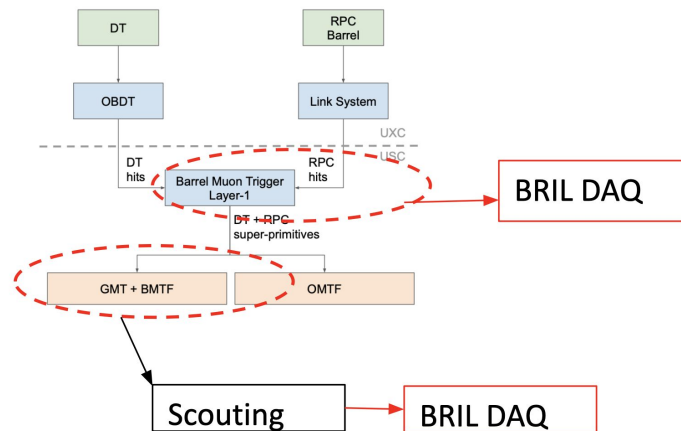 DT
RPC
Barrel
OBDT
Link System
UXC
USC
DT
hits
RPC
hits
Barrel Muon Trigger
Layer-1
BRIL DAQ
DT + RPC
super-primitives
GMT + BMTF
OMTF
Scouting
BRIL DAQ